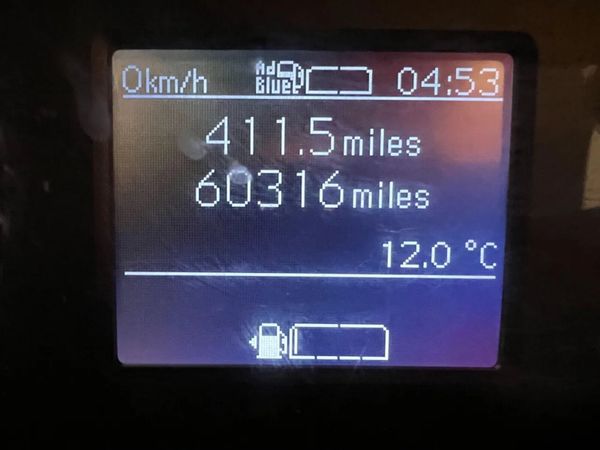 0km/h Ad Blue 04:53
411.5 miles
60316 miles
12.0 °C